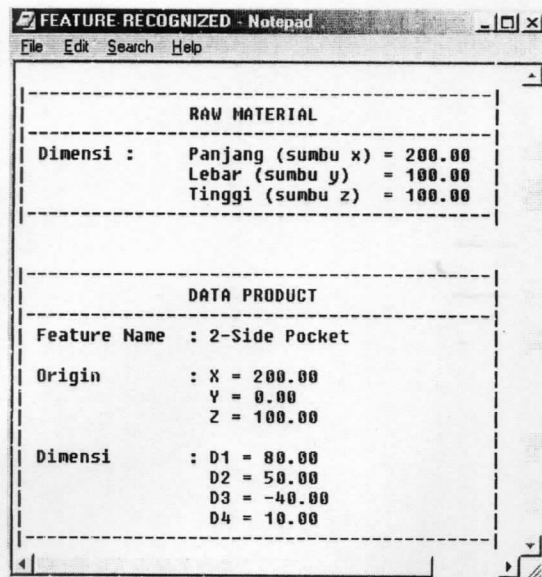 FEATURE RECOGNIZED - Notepad
File Edit Search Help
RAW MATERIAL
Dimensi : Panjang (sumbu x) = 200.00
Lebar (sumbu y) = 100.00
Tinggi (sumbu z) = 100.00
DATA PRODUCT
Feature Name : 2-Side Pocket
Origin : X = 200.00
Y = 0.00
Z = 100.00
Dimensi : D1 = 80.00
D2 = 50.00
D3 = -40.00
D4 = 10.00